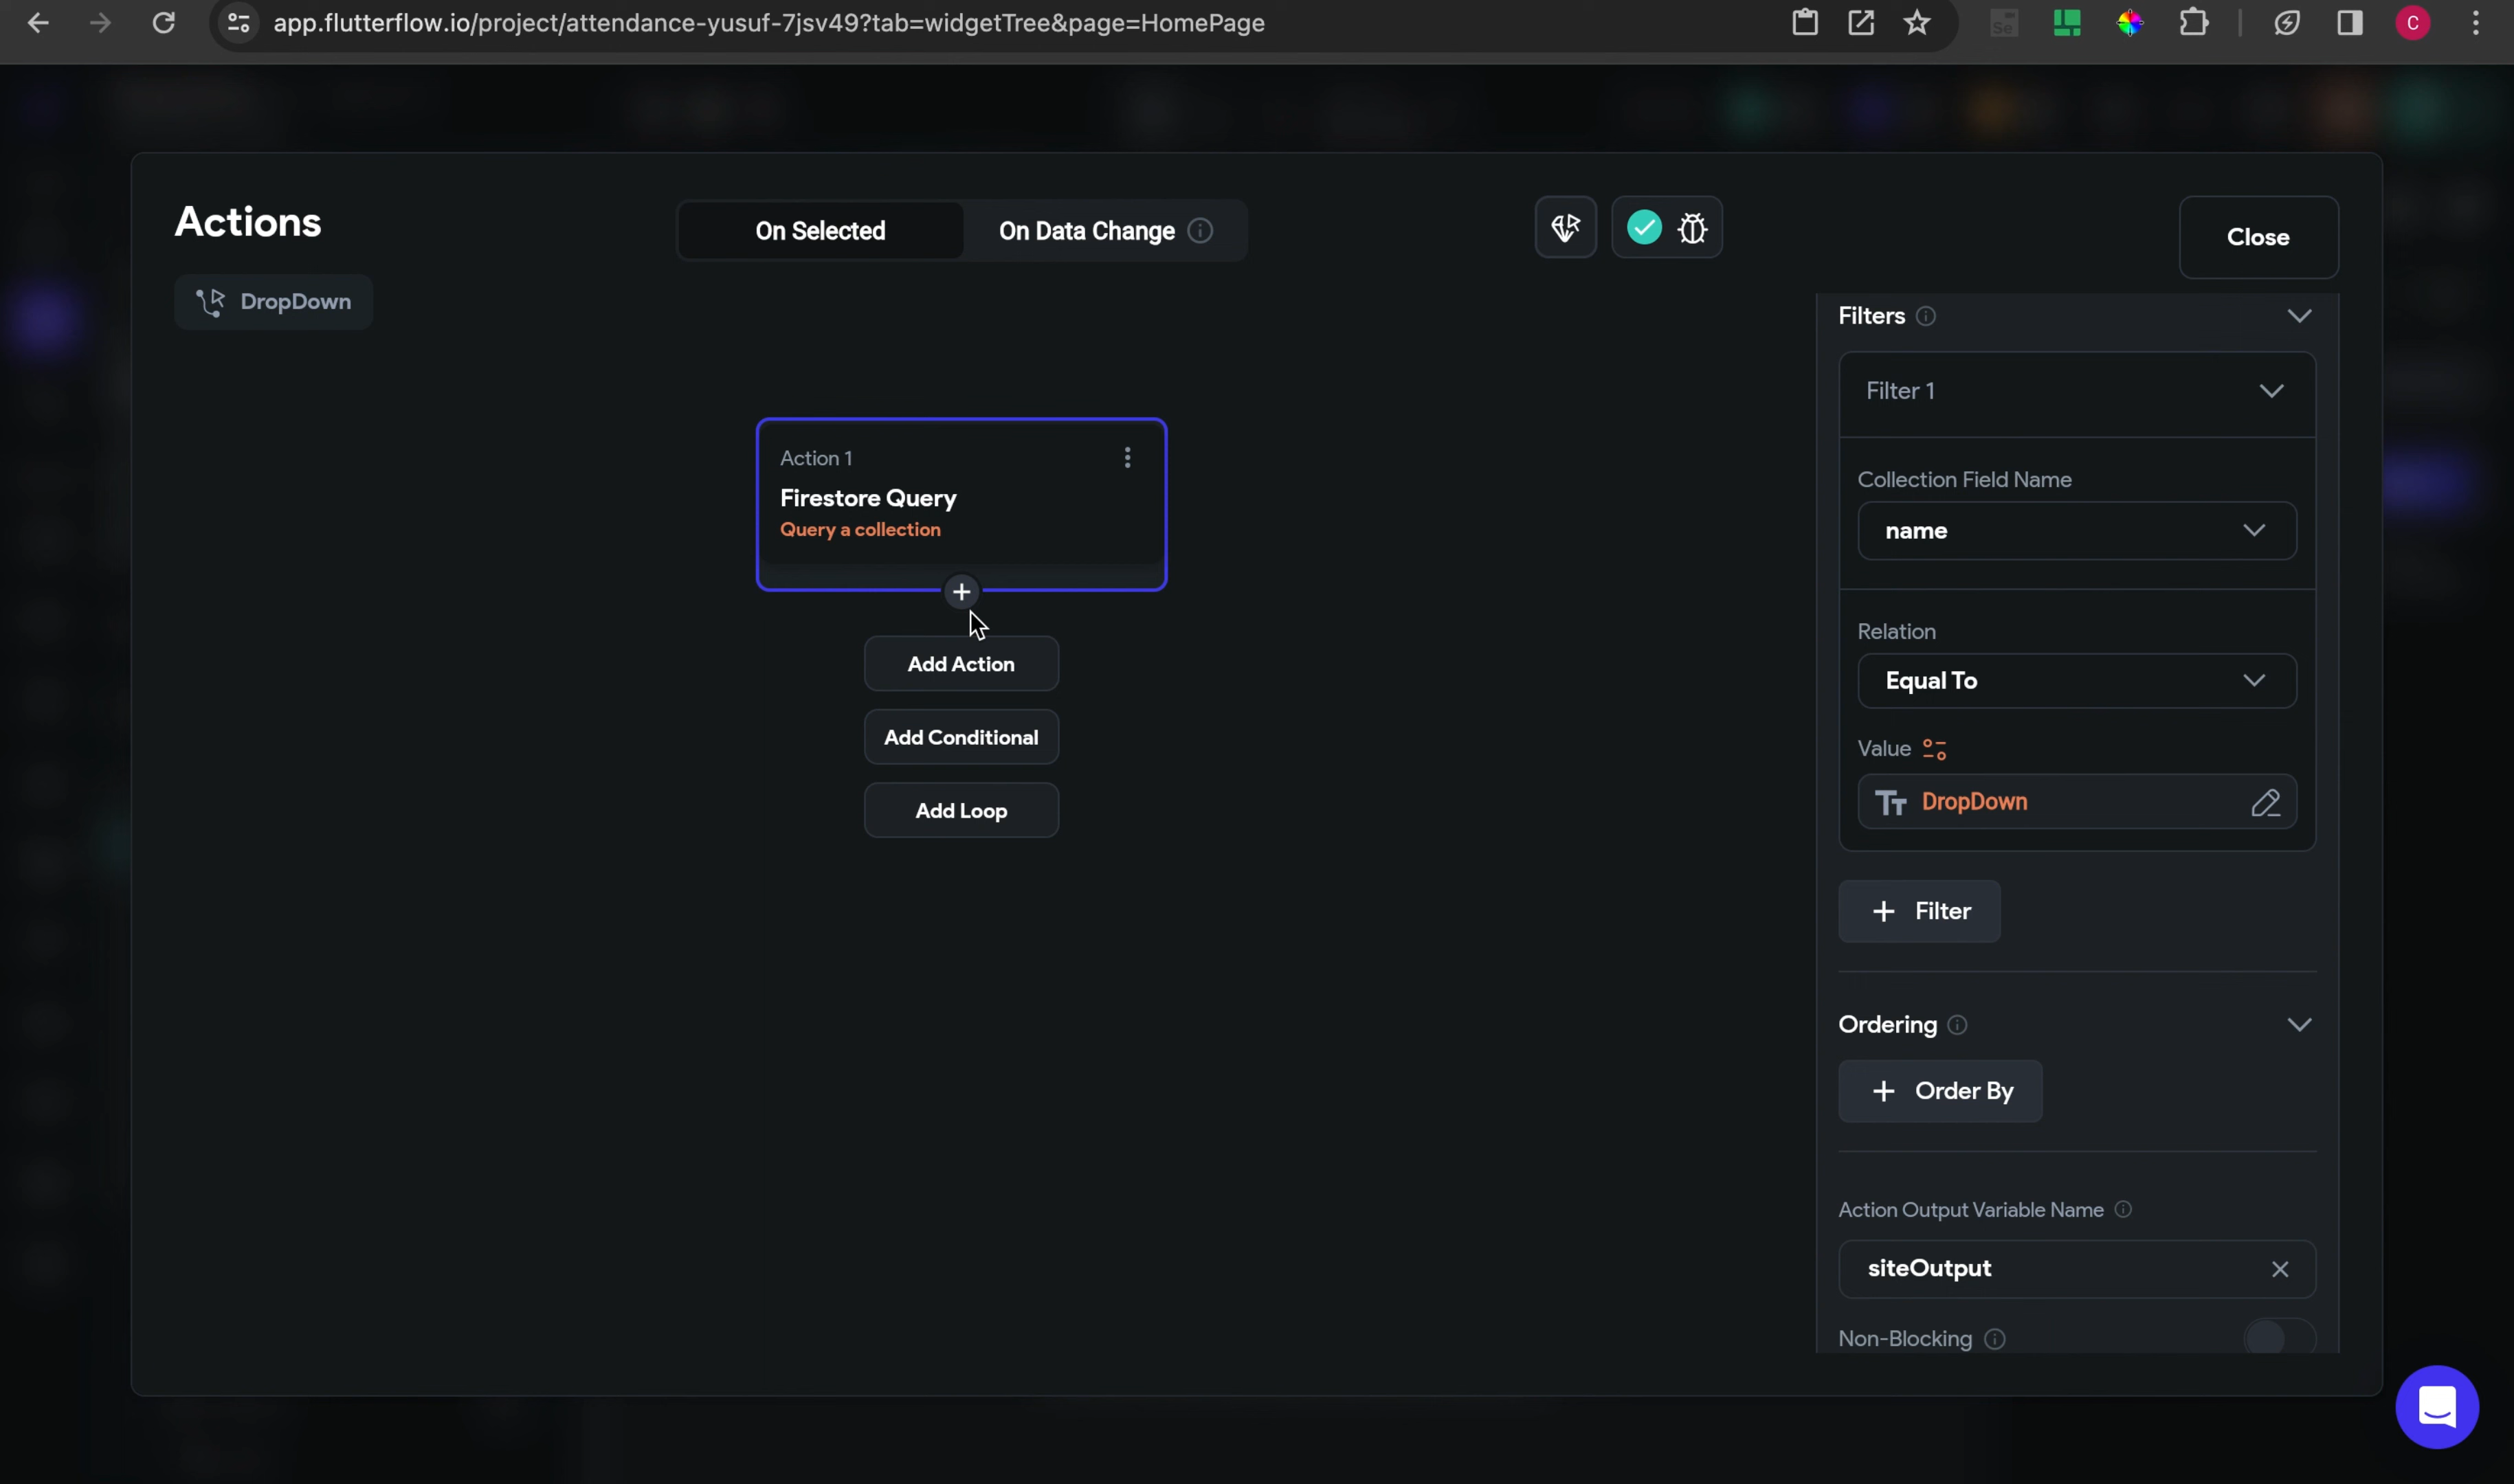 app.flutterflow.io/project/attendance-yusuf-7jsv49?tab=widgetTree&page=HomePage
Se
C
Actions
On Selected
On Data Change
Close
DropDown
Action 1
Firestore Query
Query a collection
Add Action
Add Conditional
Add Loop
Filters
Filter 1
Collection Field Name
name
Relation
Equal To
Value
DropDown
Filter
Ordering
Order By
Action Output Variable Name
siteOutput
Non-Blocking